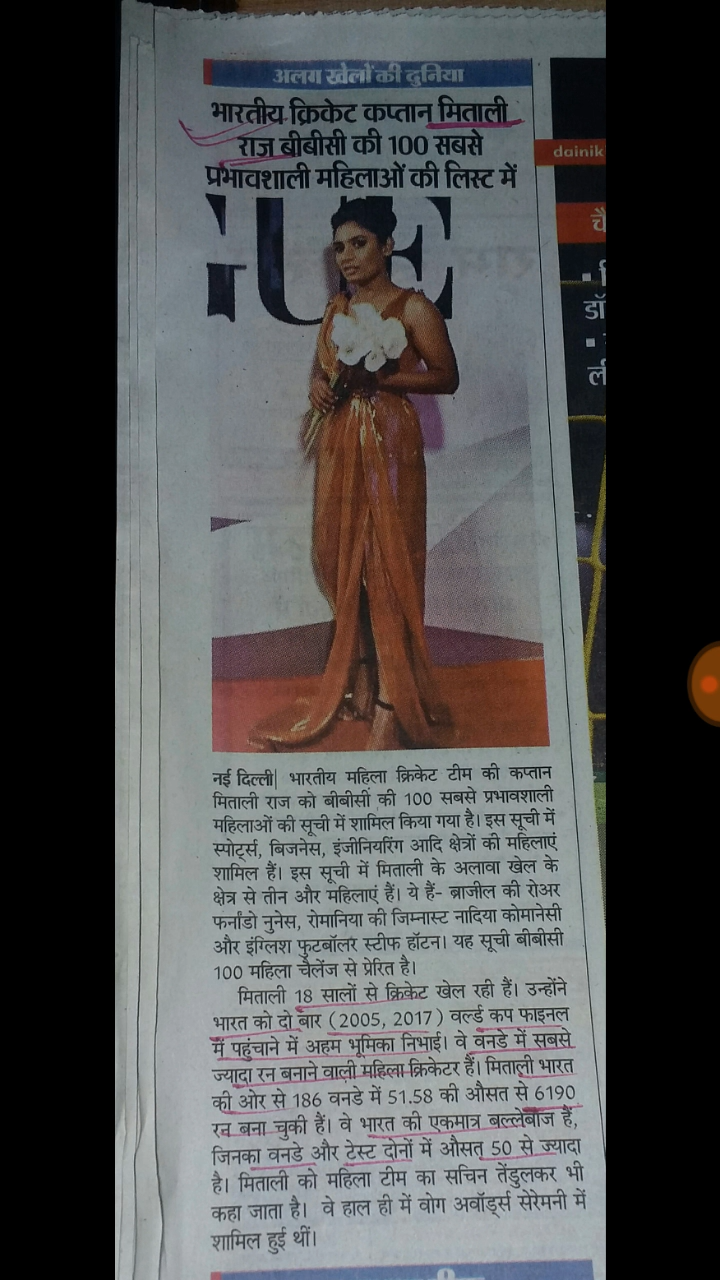 अलग खेलों की दुनिया
भारतीय क्रिकेट कप्तान मिताली
राज बीबीसी की 100 सबसे
प्रभावशाली महिलाओं की लिस्ट में
GUE
नई दिल्ली| भारतीय महिला क्रिकेट टीम की कप्तान
मिताली राज को बीबीसी की 100 सबसे प्रभावशाली
महिलाओं की सूची में शामिल किया गया है। इस सूची में
स्पोर्ट्स, बिजनेस, इंजीनियरिंग आदि क्षेत्रों की महिलाएं
शामिल हैं। इस सूची में मिताली के अलावा खेल के
क्षेत्र से तीन और महिलाएं हैं। ये हैं- ब्राजील की रोअर
फर्नांडो नुनेस, रोमानिया की जिम्नास्ट नादिया कोमानेसी
और इंग्लिश फुटबॉलर स्टीफ हॉटन। यह सूची बीबीसी
100 महिला चैलेंज से प्रेरित है।
मिताली 18 सालों से क्रिकेट खेल रही हैं। उन्होंने
भारत को दो बार (2005, 2017) वर्ल्ड कप फाइनल
में पहुंचाने में अहम भूमिका निभाई। वे वनडे में सबसे
ज्यादा रन बनाने वाली महिला क्रिकेटर हैं। मिताली भारत
की ओर से 186 वनडे में 51.58 की औसत से 6190
रन बना चुकी हैं। वे भारत की एकमात्र बल्लेबाज हैं,
जिनका वनडे और टेस्ट दोनों में औसत 50 से ज्यादा
है। मिताली को महिला टीम का सचिन तेंडुलकर भी
कहा जाता है। वे हाल ही में वोग अवॉर्ड्स सेरेमनी में
शामिल हुई थीं।
dainik
डॉ